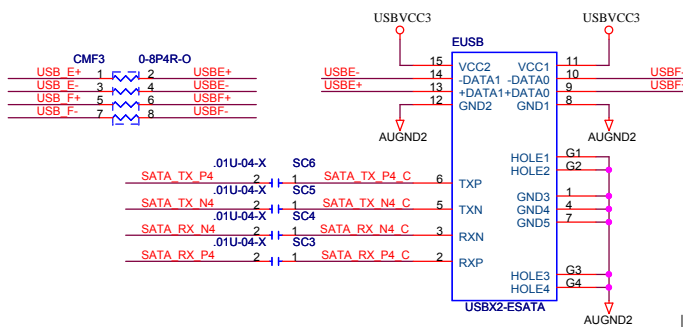 USBVCC3 USBVCC3
EUSB
CMF3 0-8P4R-O
USB_E+ 1 2 USBE+
USB_E- 3 4 USBE-
USB_F+ 5 6 USBF+
USB_F- 7 8 USBF-
15 VCC2 VCC1 11
USBE- 14 -DATA1 -DATA0 10 USBF-
USBE+ 13 +DATA1 +DATA0 9 USBF+
12 GND2 GND1 8
AUGND2 AUGND2
HOLE1 G1
HOLE2 G2
.01U-04-X SC6
SATA_TX_P4 2 1 SATA_TX_P4_C 6 TXP
.01U-04-X SC5
SATA_TX_N4 2 1 SATA_TX_N4_C 5 TXN
.01U-04-X SC4
SATA_RX_N4 2 1 SATA_RX_N4_C 3 RXN
.01U-04-X SC3
SATA_RX_P4 2 1 SATA_RX_P4_C 2 RXP
GND3 1
GND4 4
GND5 7
HOLE3 G3
HOLE4 G4
USBX2-ESATA
AUGND2